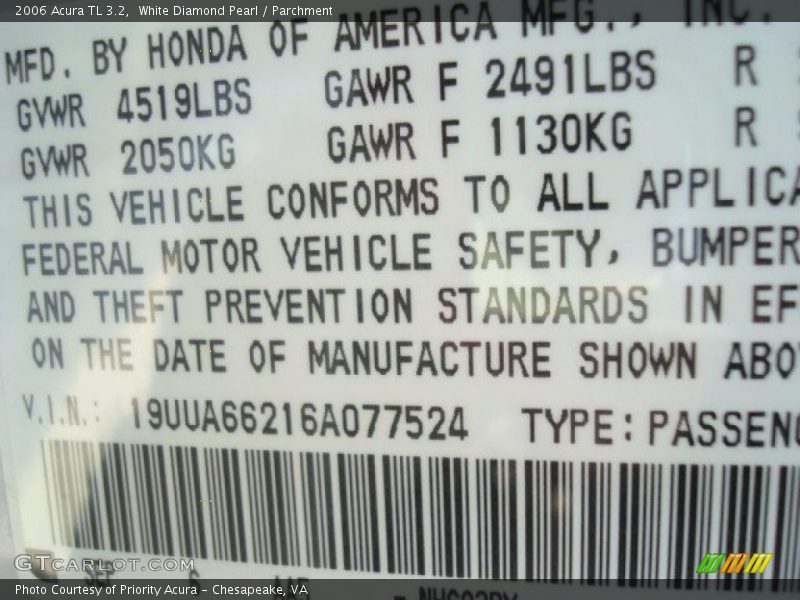 2006 Acura TL 3.2, White Diamond Pearl / Parchment
MFD. BY HONDA OF AMERICA MFG., INC.
GVWR 4519LBS GAWR F 2491LBS R
GVWR 2050KG GAWR F 1130KG R
THIS VEHICLE CONFORMS TO ALL APPLICA
FEDERAL MOTOR VEHICLE SAFETY, BUMPER
AND THEFT PREVENTION STANDARDS IN EF
ON THE DATE OF MANUFACTURE SHOWN ABO
V.I.N.: 19UUA66216A077524 TYPE: PASSENG
GTCarLot.com
Photo Courtesy of Priority Acura – Chesapeake, VA